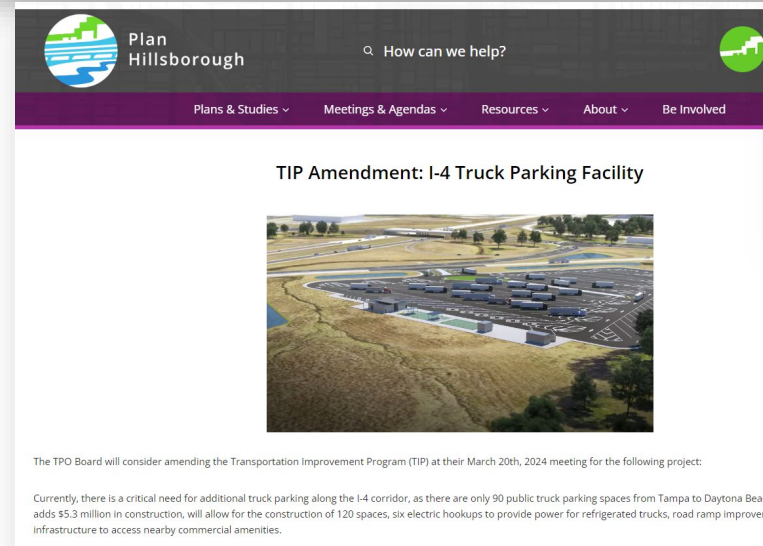 Plan
Hillsborough
How can we help?
Plans & Studies
Meetings & Agendas
Resources
About
Be Involved
TIP Amendment: I-4 Truck Parking Facility
The TPO Board will consider amending the Transportation Improvement Program (TIP) at their March 20th, 2024 meeting for the following project:
Currently, there is a critical need for additional truck parking along the I-4 corridor, as there are only 90 public truck parking spaces from Tampa to Daytona Bea
adds $5.3 million in construction, will allow for the construction of 120 spaces, six electric hookups to provide power for refrigerated trucks, road ramp improve
infrastructure to access nearby commercial amenities.